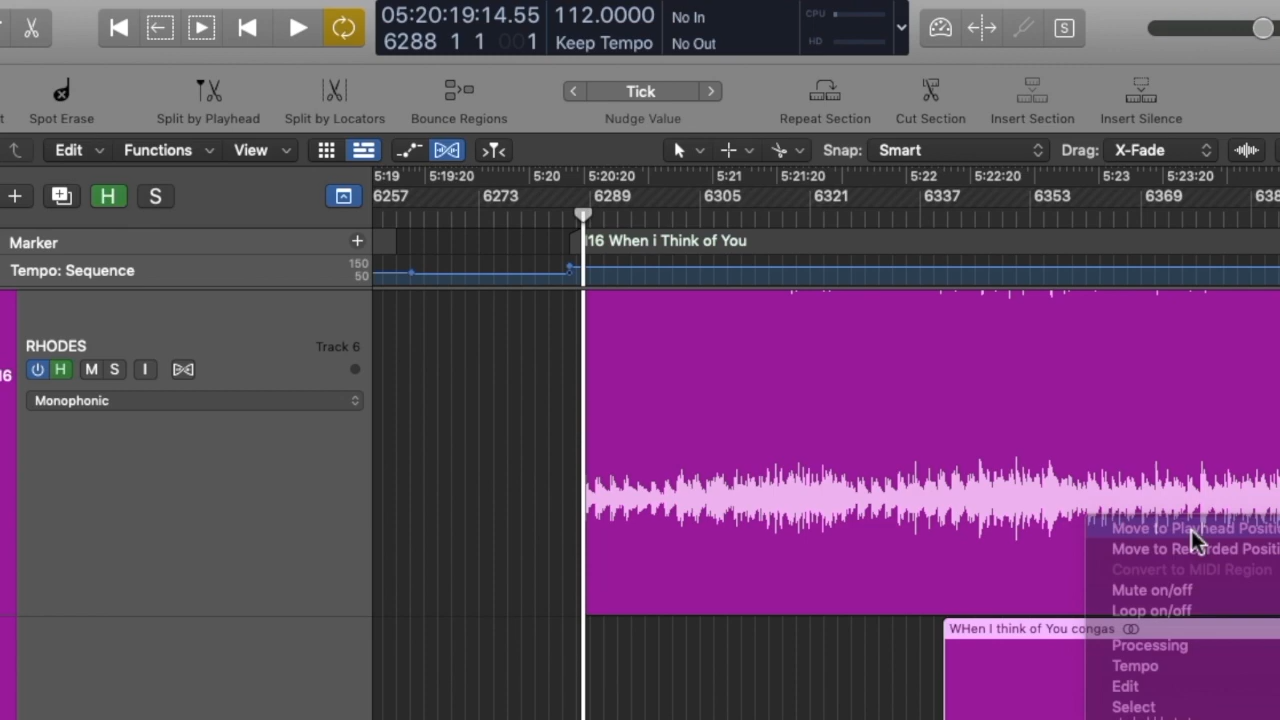 05:20:19:14.55
6288 1 1 001
112.0000
Keep Tempo
No In
No Out
CPU
HD
S
Spot Erase
Split by Playhead
Split by Locators
Bounce Regions
Tick
Nudge Value
Repeat Section
Cut Section
Insert Section
Insert Silence
Edit
Functions
View
Snap: Smart
Drag: X-Fade
H S
5:19 5:19:20 5:20 5:20:20 5:21 5:21:20 5:22 5:22:20 5:23 5:23:20
6257 6273 6289 6305 6321 6337 6353 6369
Marker
16 When i Think of You
Tempo: Sequence
150
50
RHODES
Track 6
H M S I
16
Monophonic
Move to Playhead
Move to Recorded
Convert to MIDI Region
Mute on/off
Loop on/off
WHen I think of You congas
Processing
Tempo
Edit
Select